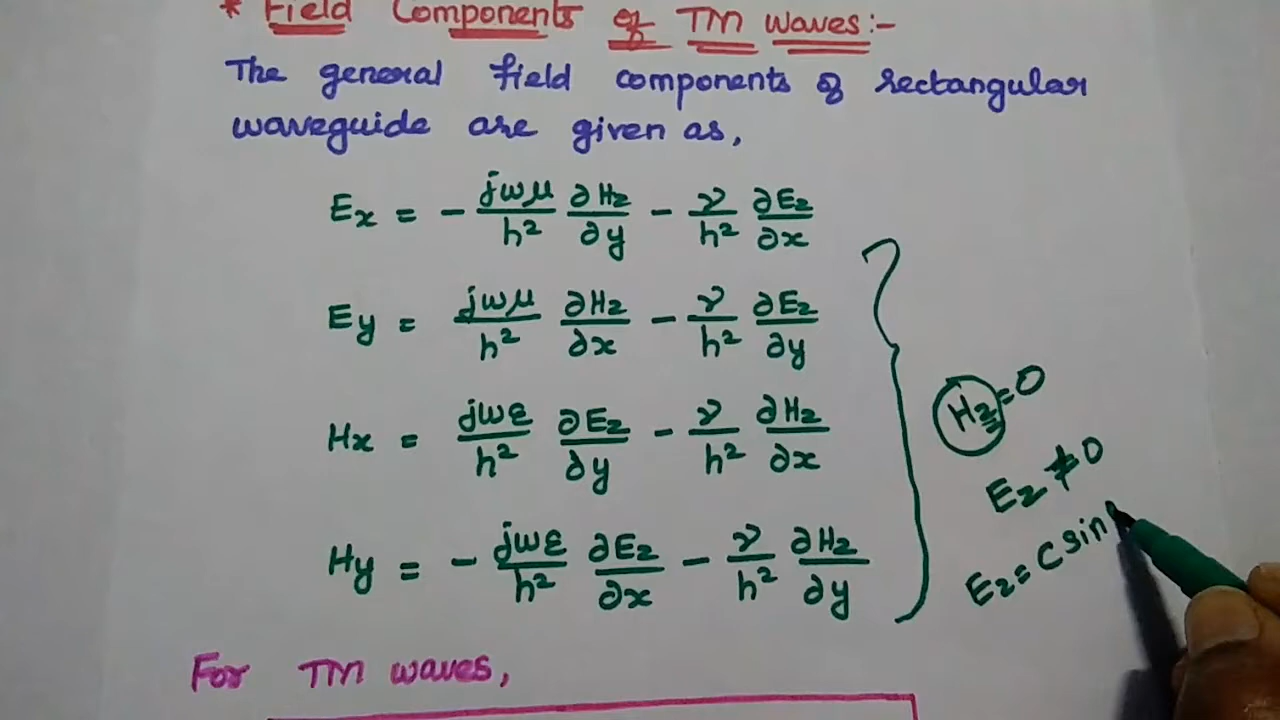 * Field Components of TM waves:-
The general field components of rectangular
waveguide are given as,
Ex = - jωμ/h² ∂Hz/∂y - γ/h² ∂Ez/∂x
Ey = jωμ/h² ∂Hz/∂x - γ/h² ∂Ez/∂y
Hx = jωε/h² ∂Ez/∂y - γ/h² ∂Hz/∂x
Hy = - jωε/h² ∂Ez/∂x - γ/h² ∂Hz/∂y
Hz = 0
Ez ≠ 0
Ez = C sin
For TM waves,